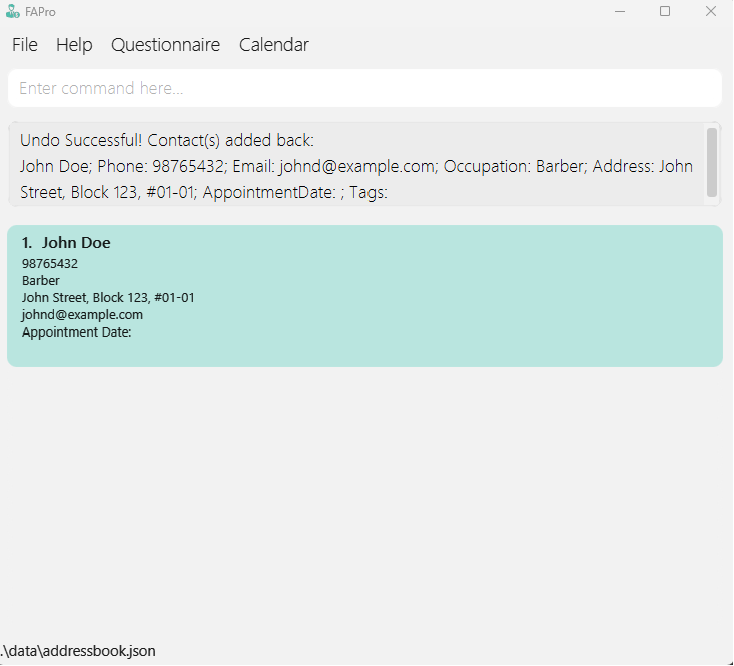 FAPro
File Help Questionnaire Calendar
Enter command here...
Undo Successful! Contact(s) added back:
John Doe; Phone: 98765432; Email: johnd@example.com; Occupation: Barber; Address: John
Street, Block 123, #01-01; AppointmentDate: ; Tags:
1. John Doe
98765432
Barber
John Street, Block 123, #01-01
johnd@example.com
Appointment Date:
.\data\addressbook.json